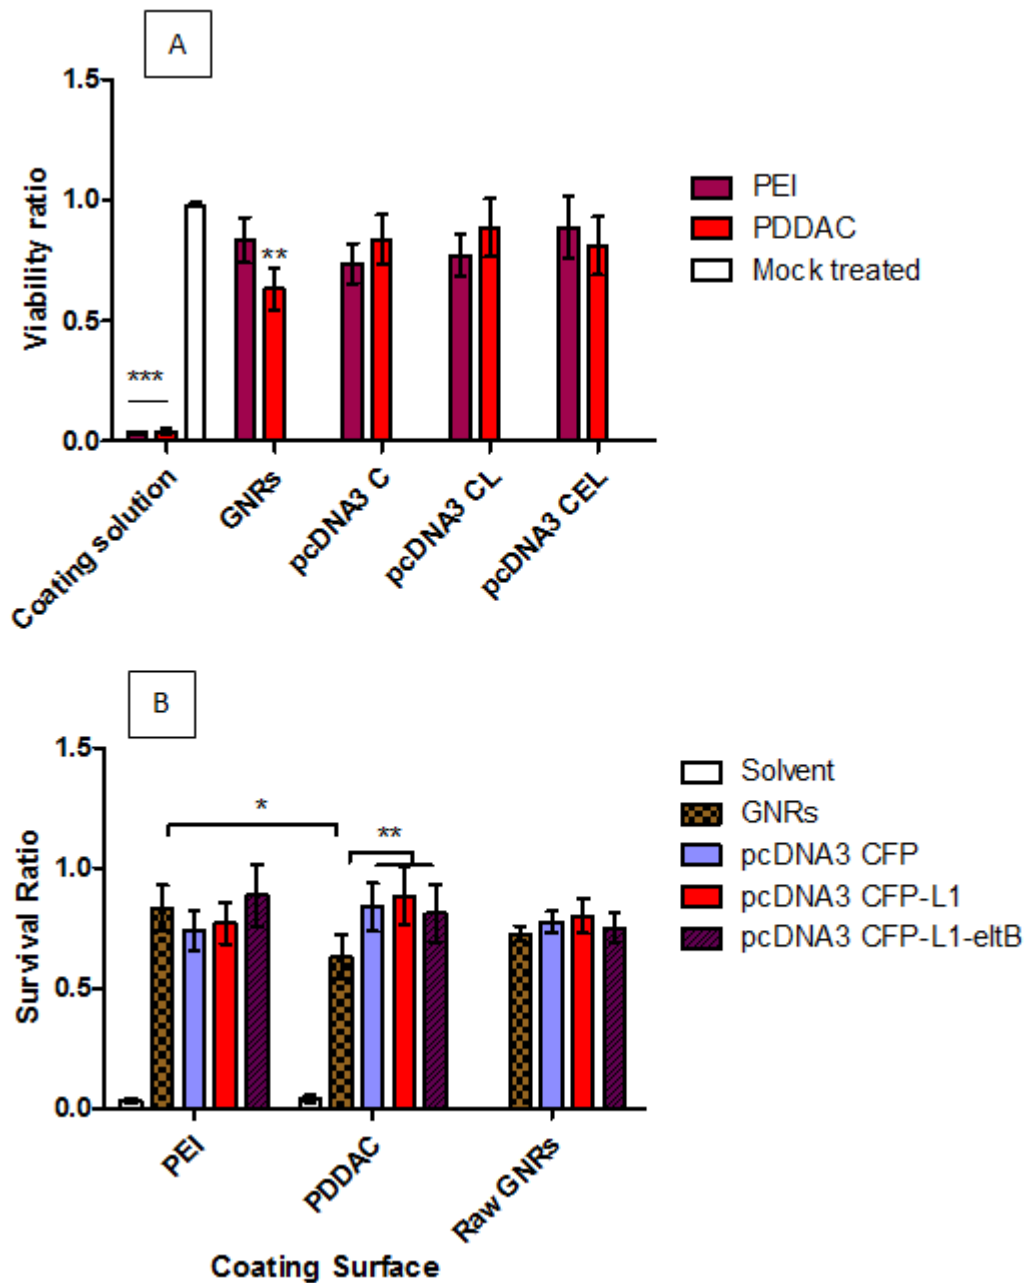 A
1.5
1.0
0.5
0.0
Viability ratio
***
**
Coating solution
GNRs
pcDNA3 C
pcDNA3 CL
pcDNA3 CEL
PEI
PDDAC
Mock treated
B
1.5
1.0
0.5
0.0
Survival Ratio
*
**
PEI
PDDAC
Raw GNRs
Coating Surface
Solvent
GNRs
pcDNA3 CFP
pcDNA3 CFP-L1
pcDNA3 CFP-L1-eltB